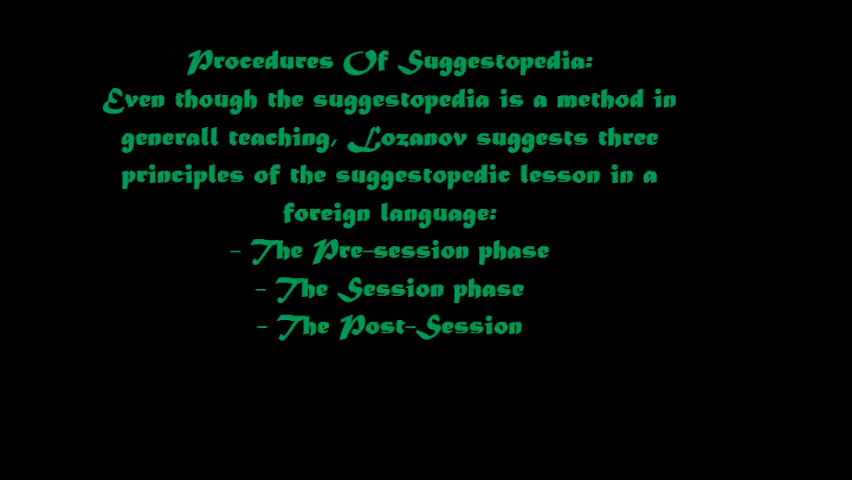 Procedures Of Suggestopedia:
Even though the suggestopedia is a method in
generall teaching, Lozanov suggests three
principles of the suggestopedic lesson in a
foreign language:
- The Pre-session phase
- The Session phase
- The Post-Session